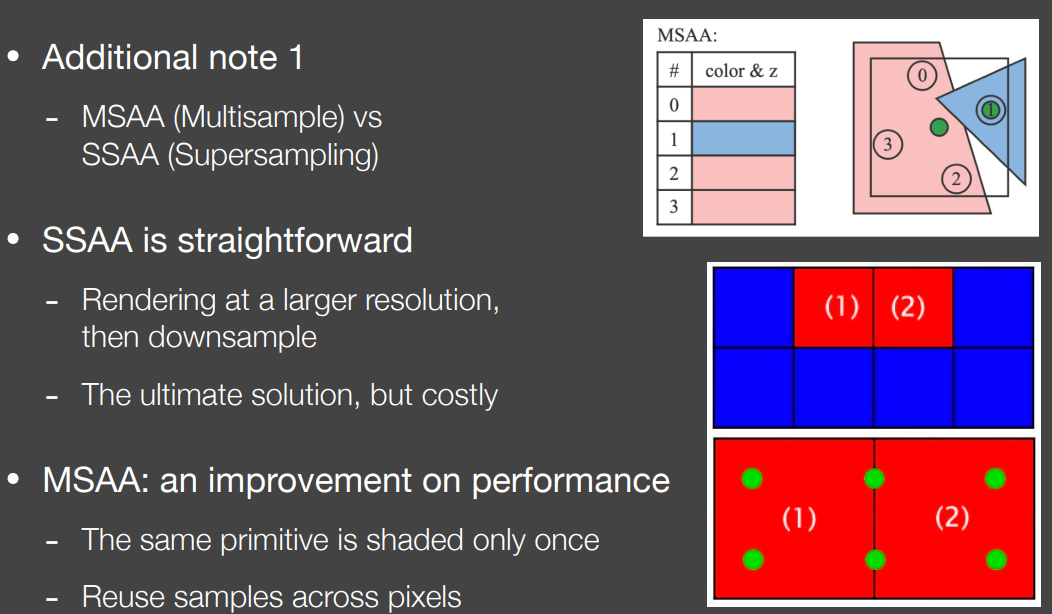 • Additional note 1
- MSAA (Multisample) vs
SSAA (Supersampling)
• SSAA is straightforward
- Rendering at a larger resolution,
then downsample
- The ultimate solution, but costly
• MSAA: an improvement on performance
- The same primitive is shaded only once
- Reuse samples across pixels
MSAA:
# color & z
0
1
2
3
0
1
3
2
(1) (2)
(1) (2)